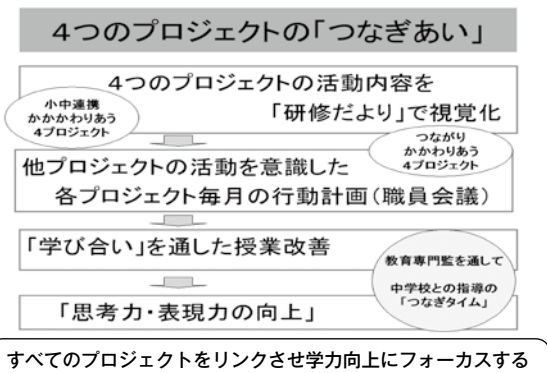 ４つのプロジェクトの「つなぎあい」
４つのプロジェクトの活動内容を
「研修だより」で視覚化
小中連携
かかかわりあう
４プロジェクト
つながり
かかわりあう
４プロジェクト
他プロジェクトの活動を意識した
各プロジェクト毎月の行動計画（職員会議）
「学び合い」を通した授業改善
教育専門監を通して
中学校との指導の
「つなぎタイム」
「思考力・表現力の向上」
すべてのプロジェクトをリンクさせ学力向上にフォーカスする